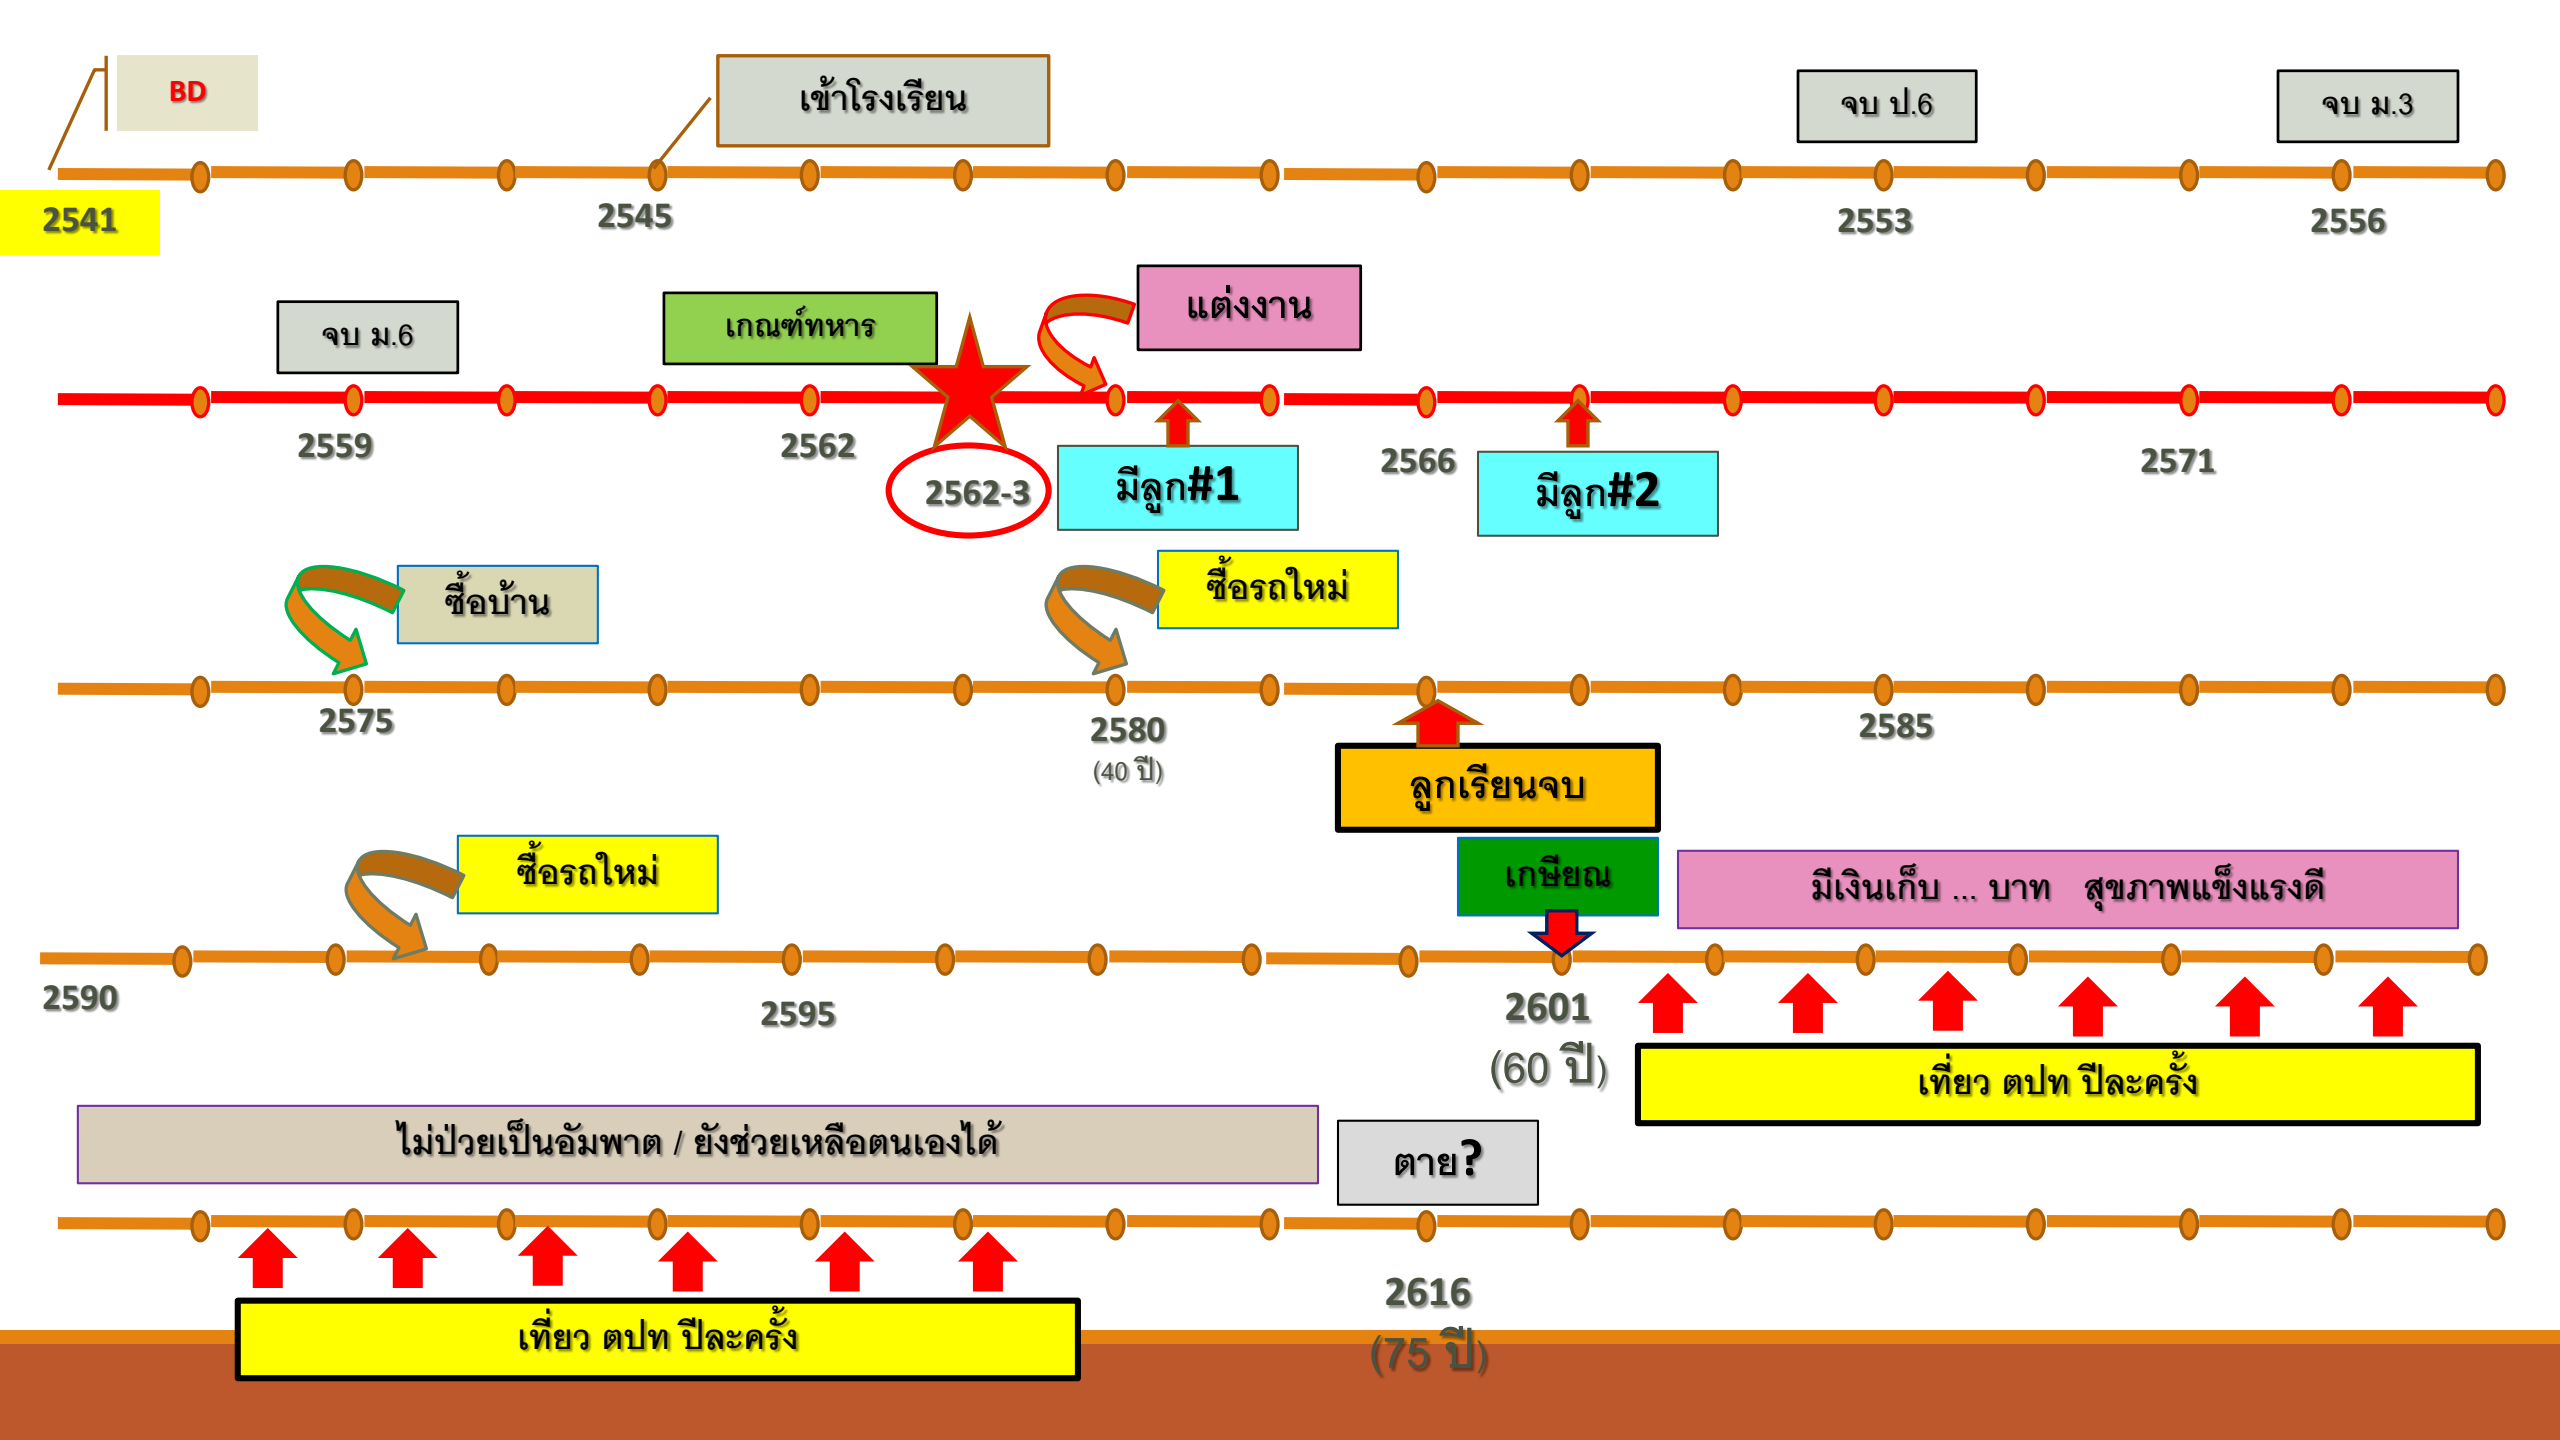 BD
เข้าโรงเรียน
จบ ป.6
จบ ม.3
2541
2545
2553
2556
จบ ม.6
เกณฑ์ทหาร
แต่งงาน
2559
2562
2562-3
มีลูก#1
2566
มีลูก#2
2571
ซื้อบ้าน
ซื้อรถใหม่
2575
2580
(40 ปี)
2585
ลูกเรียนจบ
ซื้อรถใหม่
เกษียณ
มีเงินเก็บ ... บาท สุขภาพแข็งแรงดี
2590
2595
2601
(60 ปี)
เที่ยว ตปท ปีละครั้ง
ไม่ป่วยเป็นอัมพาต / ยังช่วยเหลือตนเองได้
ตาย?
เที่ยว ตปท ปีละครั้ง
2616
(75 ปี)